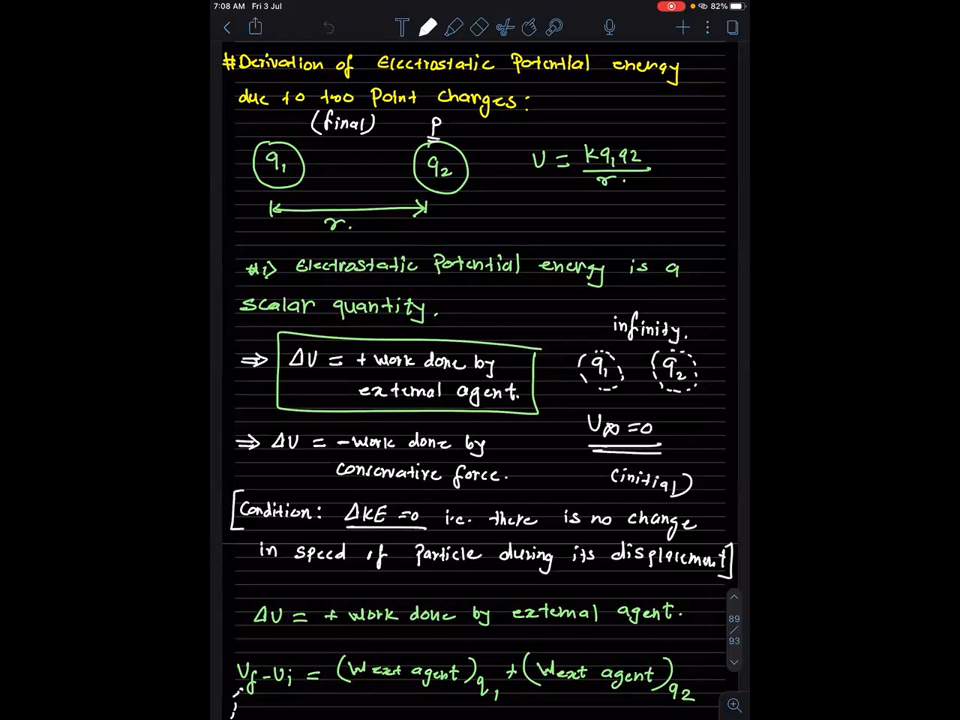 7:08 AM Fri 3 Jul
82%
#Derivation of Electrostatic Potential energy
due to too Point Charges:
(final)
P
q1
q2
U = kq1q2/r.
r.
#1> Electrostatic Potential energy is a
scalar quantity.
infinity.
⇒ ΔU = + work done by
external agent.
q1
q2
U∞ = 0
⇒ ΔU = -work done by
conservative force.
(initial)
[Condition: ΔKE = 0 i.e. there is no change
in speed of Particle during its displacement]
ΔU = + work done by external agent.
Uf - Ui = (Wext agent)q1 + (Wext agent)q2
89
93